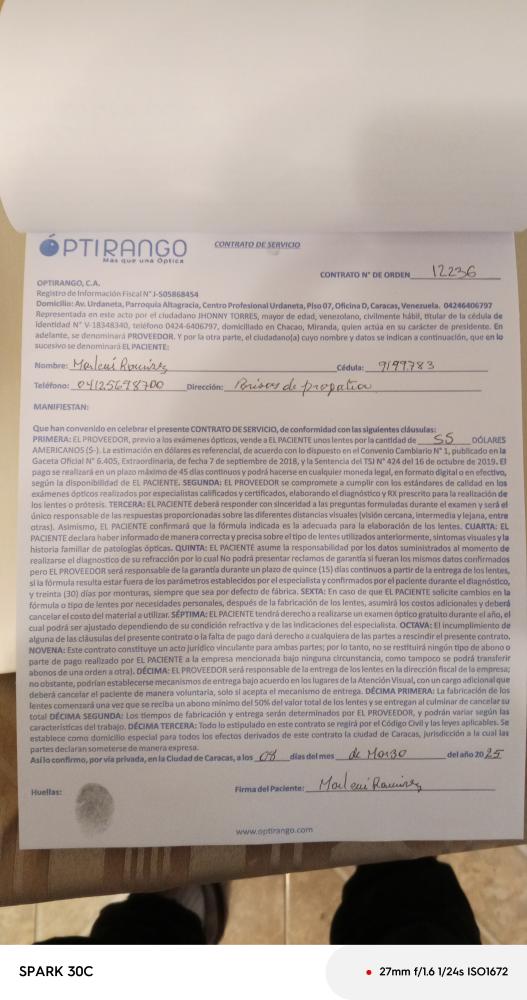 OPTIRANGO
Más que una Óptica
CONTRATO DE SERVICIO
CONTRATO N° DE ORDEN 12236
OPTIRANGO, C.A.
Registro de Información Fiscal N° J-505868454
Domicilio: Av. Urdaneta, Parroquia Altagracia, Centro Profesional Urdaneta, Piso 07, Oficina D, Caracas, Venezuela. 04246406797
Representada en este acto por el ciudadano JHONNY TORRES, mayor de edad, venezolano, civilmente hábil, titular de la cédula de
identidad N° V-18348340, teléfono 0424-6406797, domiciliado en Chacao, Miranda, quien actúa en su carácter de presidente. En
adelante, se denominará PROVEEDOR. Y por la otra parte, el ciudadano(a) cuyo nombre y datos se indican a continuación, que en lo
sucesivo se denominará EL PACIENTE:
Nombre: Marleni Ramirez Cédula: 9199783
Teléfono: 04125698700 Dirección: Brisas de propatria
MANIFIESTAN:
Que han convenido en celebrar el presente CONTRATO DE SERVICIO, de conformidad con las siguientes cláusulas:
PRIMERA: EL PROVEEDOR, previo a los exámenes ópticos, vende a EL PACIENTE unos lentes por la cantidad de 55 DÓLARES
AMERICANOS ($-). La estimación en dólares es referencial, de acuerdo con lo dispuesto en el Convenio Cambiario N° 1, publicado en la
Gaceta Oficial N° 6.405, Extraordinaria, de fecha 7 de septiembre de 2018, y la Sentencia del TSJ N° 424 del 16 de octubre de 2019. El
pago se realizará en un plazo máximo de 45 días continuos y podrá hacerse en cualquier moneda legal, en formato digital o en efectivo,
según la disponibilidad de EL PACIENTE. SEGUNDA: EL PROVEEDOR se compromete a cumplir con los estándares de calidad en los
exámenes ópticos realizados por especialistas calificados y certificados, elaborando el diagnóstico y RX prescrito para la realización de
los lentes o prótesis. TERCERA: EL PACIENTE deberá responder con sinceridad a las preguntas formuladas durante el examen y será el
único responsable de las respuestas proporcionadas sobre las diferentes distancias visuales (visión cercana, intermedia y lejana, entre
otras). Asimismo, EL PACIENTE confirmará que la fórmula indicada es la adecuada para la elaboración de los lentes. CUARTA: EL
PACIENTE declara haber informado de manera correcta y precisa sobre el tipo de lentes utilizados anteriormente, síntomas visuales y la
historia familiar de patologías ópticas. QUINTA: EL PACIENTE asume la responsabilidad por los datos suministrados al momento de
realizarse el diagnóstico de su refracción por lo cual No podrá presentar reclamos de garantía si fueran los mismos datos confirmados
pero EL PROVEEDOR será responsable de la garantía durante un plazo de quince (15) días continuos a partir de la entrega de los lentes,
si la fórmula resulta estar fuera de los parámetros establecidos por el especialista y confirmados por el paciente durante el diagnóstico,
y treinta (30) días por monturas, siempre que sea por defecto de fábrica. SEXTA: En caso de que EL PACIENTE solicite cambios en la
fórmula o tipo de lentes por necesidades personales, después de la fabricación de los lentes, asumirá los costos adicionales y deberá
cancelar el costo del material a utilizar. SÉPTIMA: EL PACIENTE tendrá derecho a realizarse un examen óptico gratuito durante el año, el
cual podrá ser ajustado dependiendo de su condición refractiva y de las indicaciones del especialista. OCTAVA: El incumplimiento de
alguna de las cláusulas del presente contrato o la falta de pago dará derecho a cualquiera de las partes a rescindir el presente contrato.
NOVENA: Este contrato constituye un acto jurídico vinculante para ambas partes; por lo tanto, no se restituirá ningún tipo de abono o
parte de pago realizado por EL PACIENTE a la empresa mencionada bajo ninguna circunstancia, como tampoco se podrá transferir
abonos de una orden a otra). DÉCIMA: EL PROVEEDOR será responsable de la entrega de los lentes en la dirección fiscal de la empresa;
no obstante, podrían establecerse mecanismos de entrega bajo acuerdo en los lugares de la Atención Visual, con un cargo adicional que
deberá cancelar el paciente de manera voluntaria, solo si acepta el mecanismo de entrega. DÉCIMA PRIMERA: La fabricación de los
lentes comenzará una vez que se reciba un abono mínimo del 50% del valor total de los lentes y se entregan al culminar de cancelar su
total DÉCIMA SEGUNDA: Los tiempos de fabricación y entrega serán determinados por EL PROVEEDOR, y podrán variar según las
características del trabajo. DÉCIMA TERCERA: Todo lo estipulado en este contrato se regirá por el Código Civil y las leyes aplicables. Se
establece como domicilio especial para todos los efectos derivados de este contrato la ciudad de Caracas, jurisdicción a la cual las
partes declaran someterse de manera expresa.
Así lo confirmo, por vía privada, en la Ciudad de Caracas, a los 08 días del mes de Marzo del año 2025
Huellas:
Firma del Paciente: Marleni Ramirez
www.optirango.com
SPARK 30C
27mm f/1.6 1/24s ISO1672